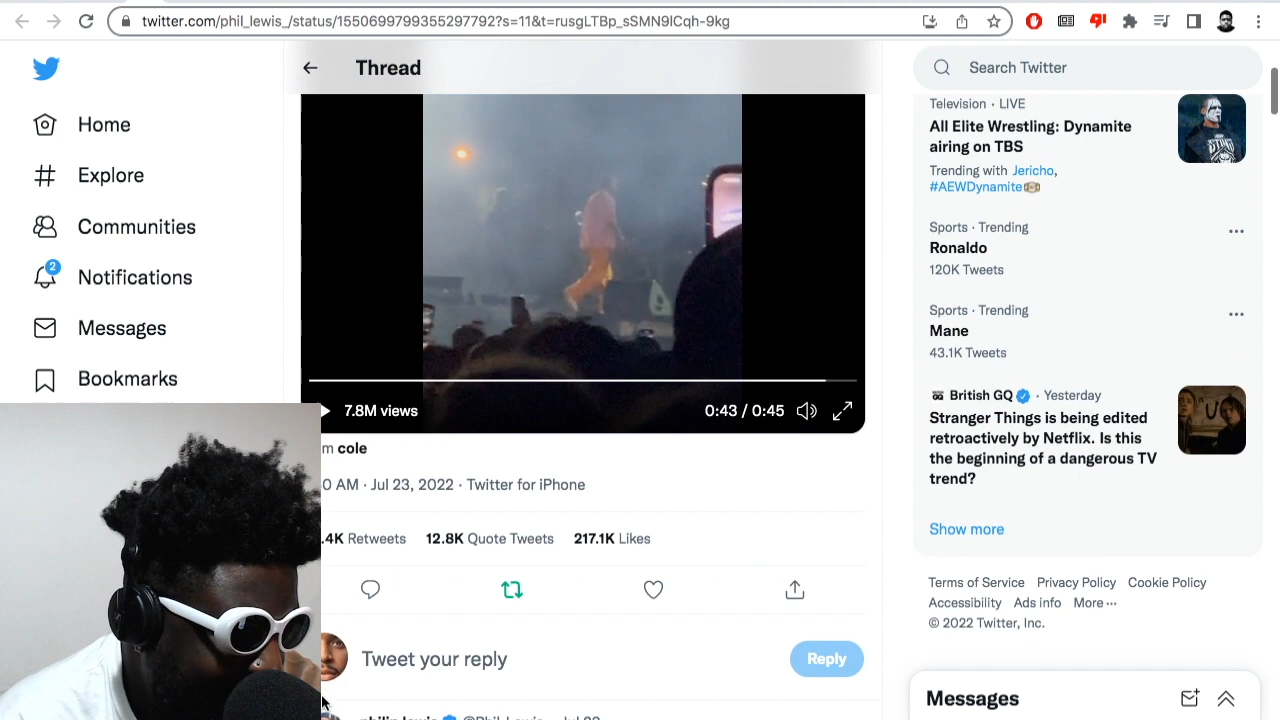 twitter.com/phil_lewis_/status/1550699799355297792?s=11&t=rusgLTBp_sSMN9lCqh-9kg
Home
Explore
Communities
2
Notifications
Messages
Bookmarks
Thread
7.8M views
0:43 / 0:45
m cole
0 AM · Jul 23, 2022 · Twitter for iPhone
.4K Retweets 12.8K Quote Tweets 217.1K Likes
Tweet your reply
Reply
Search Twitter
Television · LIVE
All Elite Wrestling: Dynamite
airing on TBS
Trending with Jericho,
#AEWDynamite
Sports · Trending
Ronaldo
120K Tweets
Sports · Trending
Mane
43.1K Tweets
British GQ · Yesterday
Stranger Things is being edited
retroactively by Netflix. Is this
the beginning of a dangerous TV
trend?
Show more
Terms of Service Privacy Policy Cookie Policy
Accessibility Ads info More ···
© 2022 Twitter, Inc.
Messages